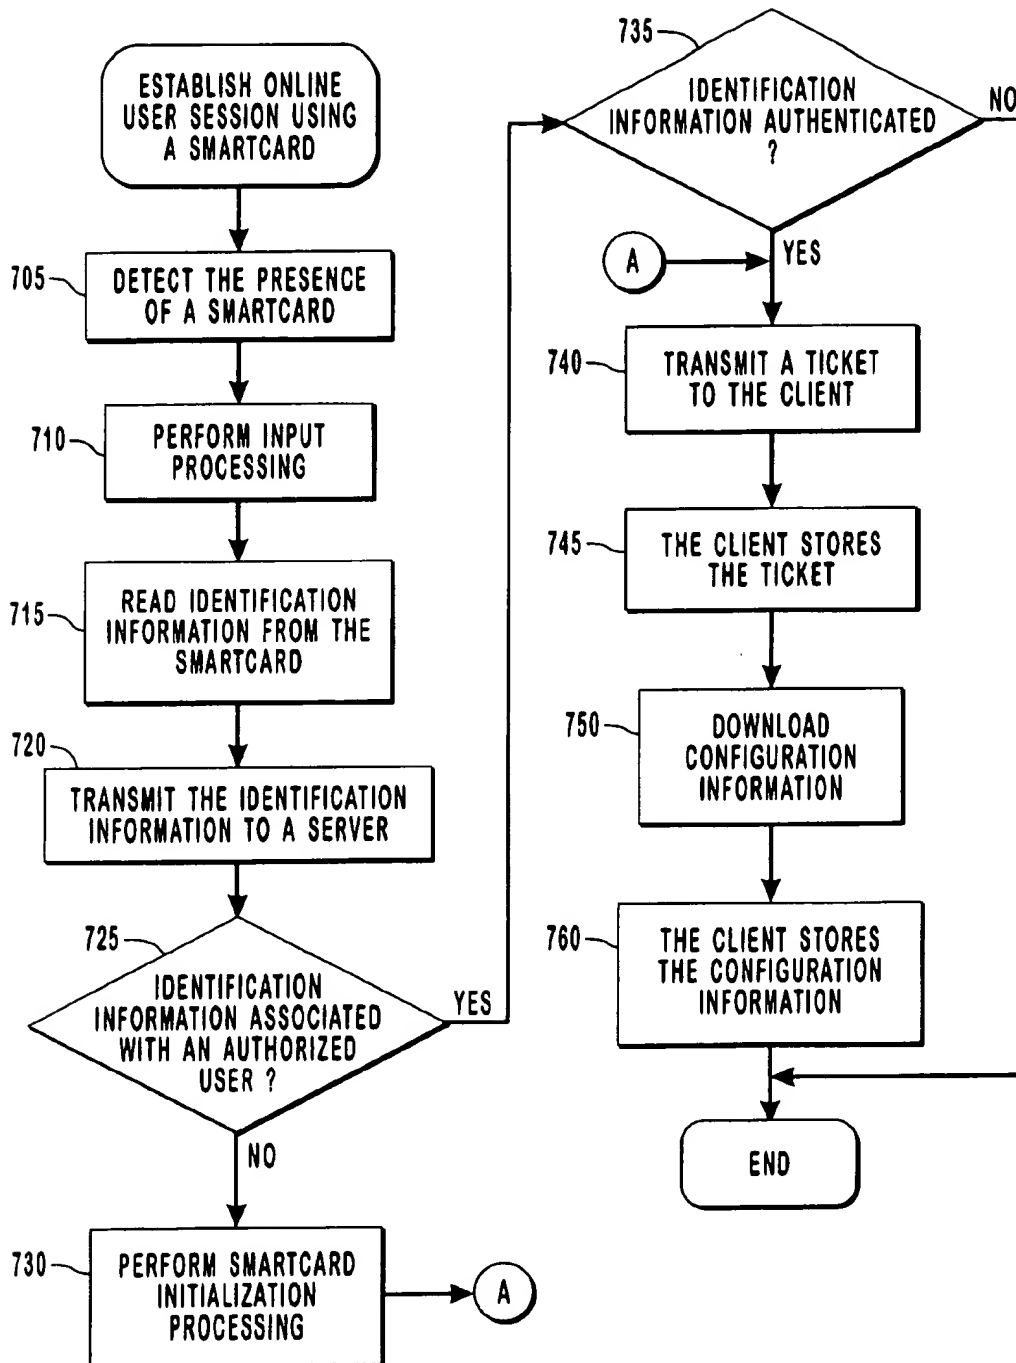 ESTABLISH ONLINE
USER SESSION USING
A SMARTCARD
705
DETECT THE PRESENCE
OF A SMARTCARD
710
PERFORM INPUT
PROCESSING
715
READ IDENTIFICATION
INFORMATION FROM THE
SMARTCARD
720
TRANSMIT THE IDENTIFICATION
INFORMATION TO A SERVER
725
IDENTIFICATION
INFORMATION ASSOCIATED
WITH AN AUTHORIZED
USER ?
YES
NO
730
PERFORM SMARTCARD
INITIALIZATION
PROCESSING
A
735
IDENTIFICATION
INFORMATION AUTHENTICATED
?
NO
YES
A
740
TRANSMIT A TICKET
TO THE CLIENT
745
THE CLIENT STORES
THE TICKET
750
DOWNLOAD
CONFIGURATION
INFORMATION
760
THE CLIENT STORES
THE CONFIGURATION
INFORMATION
END